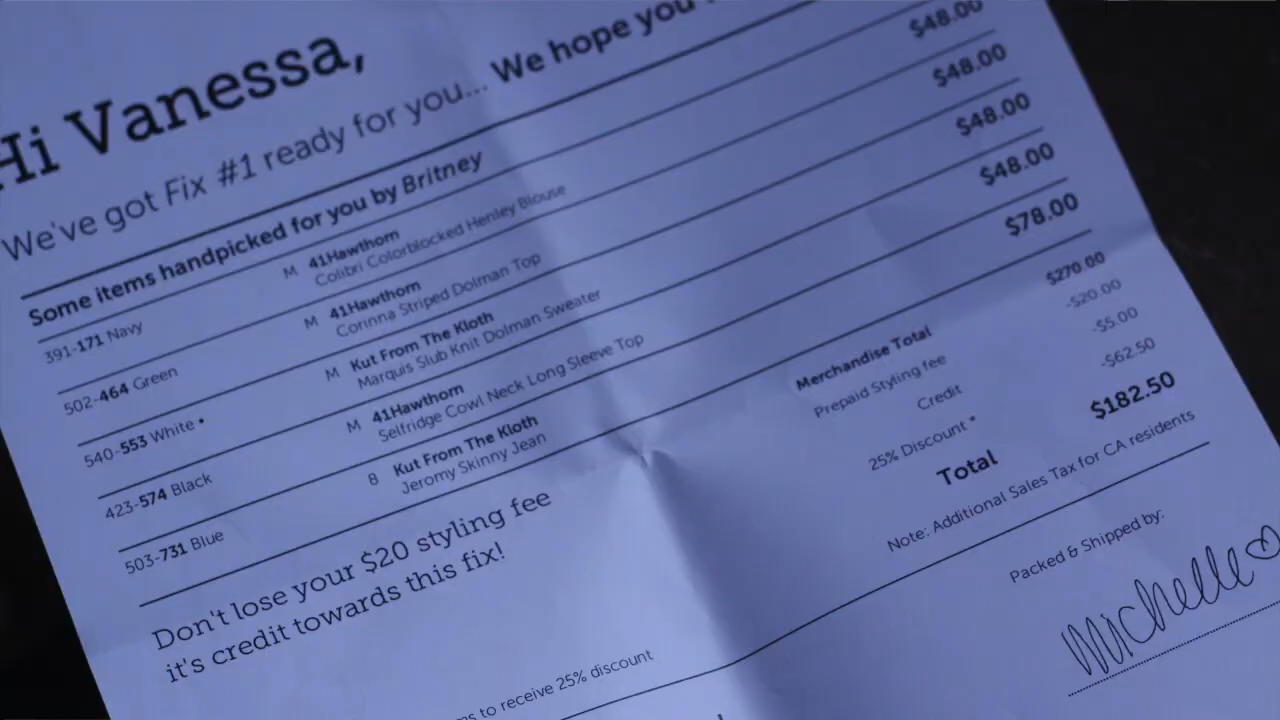 Hi Vanessa,
We've got Fix #1 ready for you... We hope you
Some items handpicked for you by Britney
391-171 Navy M 41Hawthorn $48.00
Colibri Colorblocked Henley Blouse
502-464 Green M 41Hawthorn $48.00
Corinna Striped Dolman Top
540-553 White • M Kut From The Kloth $48.00
Marquis Slub Knit Dolman Sweater
423-574 Black M 41Hawthorn $48.00
Selfridge Cowl Neck Long Sleeve Top
503-731 Blue 8 Kut From The Kloth $78.00
Jeromy Skinny Jean
Merchandise Total $270.00
Prepaid Styling fee -$20.00
Credit -$5.00
25% Discount * -$62.50
Total $182.50
Note: Additional Sales Tax for CA residents
Don't lose your $20 styling fee
it's credit towards this fix!
Packed & Shipped by:
Michelle
to receive 25% discount